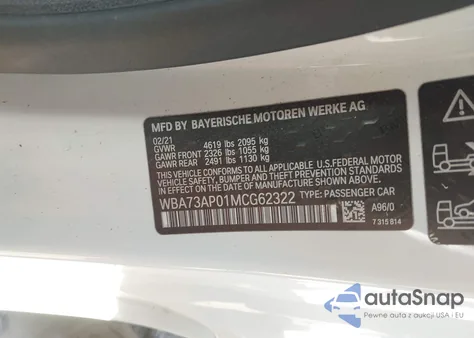 MFD BY BAYERISCHE MOTOREN WERKE AG
02/21
GVWR 4619 lbs 2095 kg
GAWR FRONT 2326 lbs 1055 kg
GAWR REAR 2491 lbs 1130 kg
THIS VEHICLE CONFORMS TO ALL APPLICABLE U.S. FEDERAL MOTOR
VEHICLE SAFETY, BUMPER, AND THEFT PREVENTION STANDARDS
IN EFFECT ON THE DATE OF MANUFACTURE SHOWN ABOVE.
WBA73AP01MCG62322 TYPE: PASSENGER CAR
A96/0
7 315 814
autoSnap
Pewne auta z aukcji USA i EU